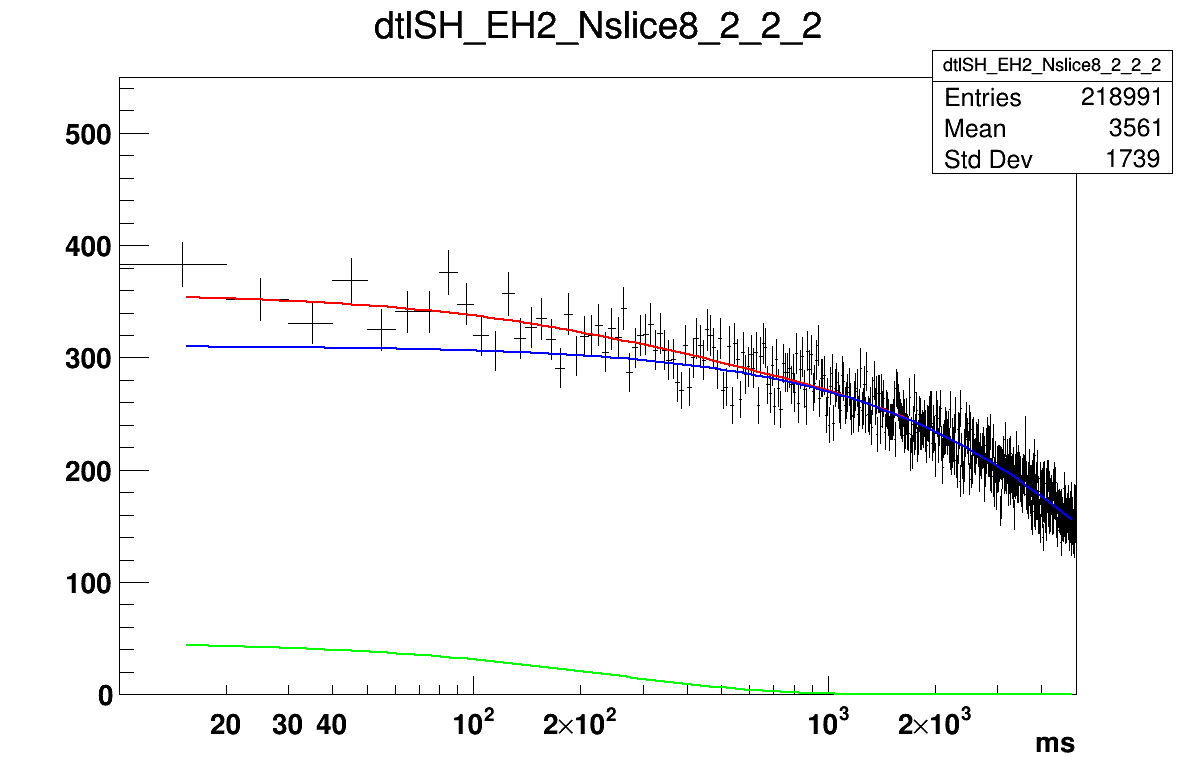 dtlSH_EH2_Nslice8_2_2_2
dtlSH_EH2_Nslice8_2_2_2
Entries 218991
Mean 3561
Std Dev 1739
500
400
300
200
100
0
20 30 40 10² 2×10² 10³ 2×10³
ms